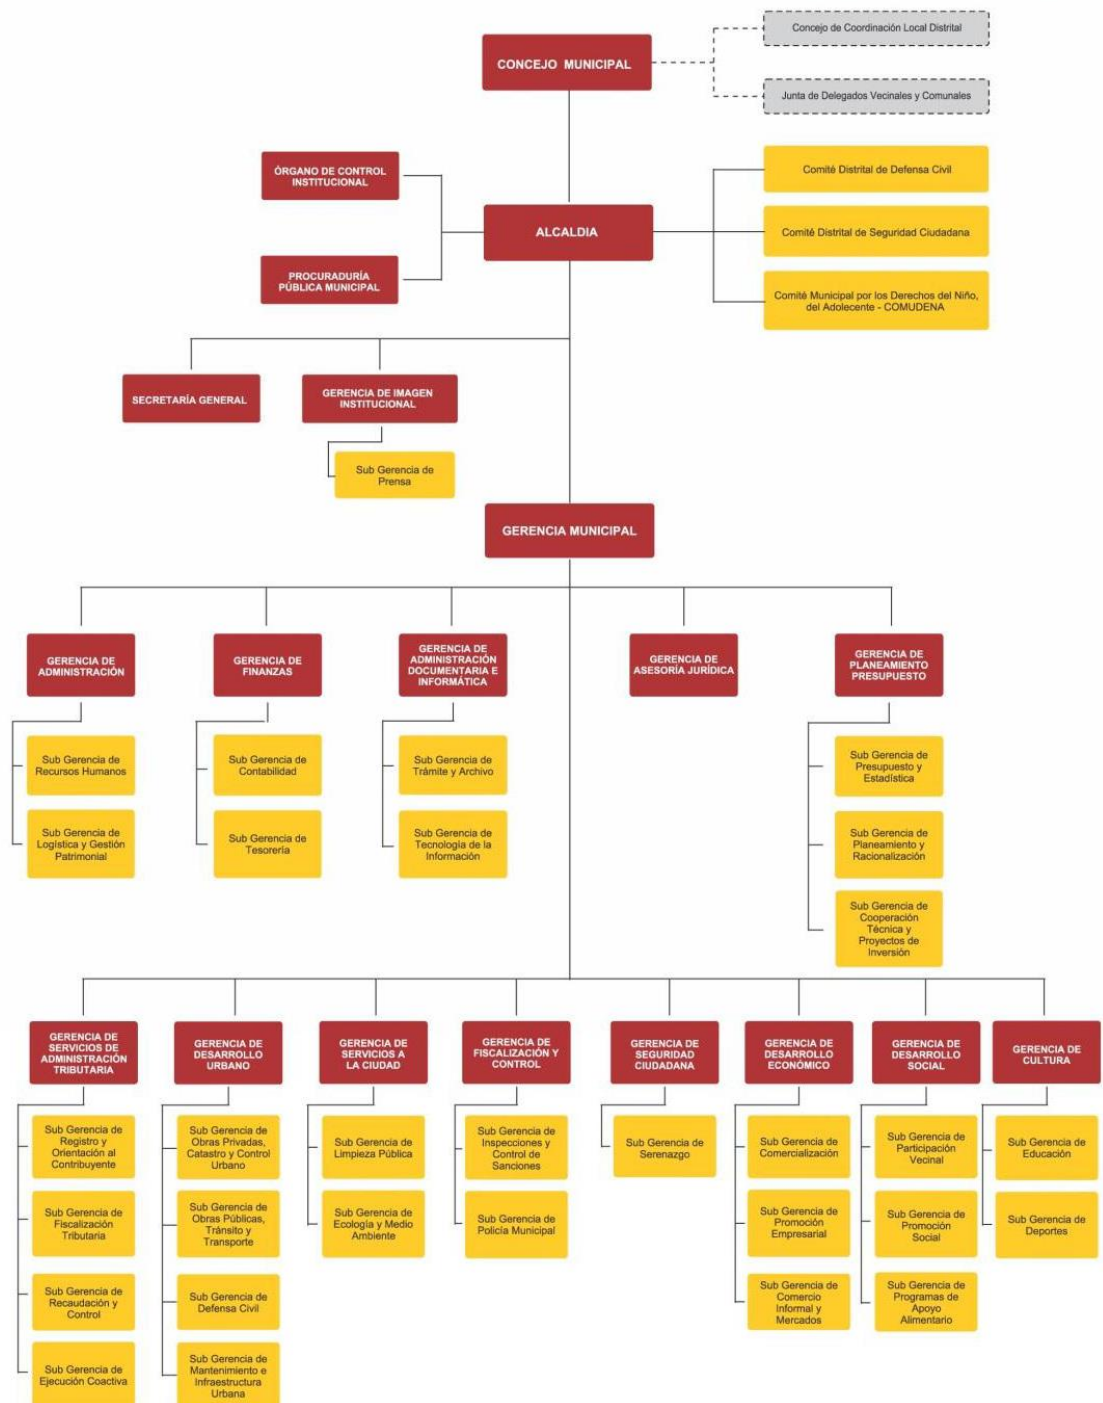 CONCEJO MUNICIPAL
Concejo de Coordinación Local Distrital
Junta de Delegados Vecinales y Comunales
ÓRGANO DE CONTROL
INSTITUCIONAL
PROCURADURÍA
PÚBLICA MUNICIPAL
ALCALDIA
Comité Distrital de Defensa Civil
Comité Distrital de Seguridad Ciudadana
Comité Municipal por los Derechos del Niño,
del Adolecente - COMUDENA
SECRETARÍA GENERAL
GERENCIA DE IMAGEN
INSTITUCIONAL
Sub Gerencia de
Prensa
GERENCIA MUNICIPAL
GERENCIA DE
ADMINISTRACIÓN
Sub Gerencia de
Recursos Humanos
Sub Gerencia de
Logística y Gestión
Patrimonial
GERENCIA DE
FINANZAS
Sub Gerencia de
Contabilidad
Sub Gerencia de
Tesorería
GERENCIA DE
ADMINISTRACIÓN
DOCUMENTARIA E
INFORMÁTICA
Sub Gerencia de
Trámite y Archivo
Sub Gerencia de
Tecnología de la
Información
GERENCIA DE
ASESORÍA JURÍDICA
GERENCIA DE
PLANEAMIENTO
PRESUPUESTO
Sub Gerencia de
Presupuesto y
Estadística
Sub Gerencia de
Planeamiento y
Racionalización
Sub Gerencia de
Cooperación
Técnica y
Proyectos de
Inversión
GERENCIA DE
SERVICIOS DE
ADMINISTRACIÓN
TRIBUTARIA
Sub Gerencia de
Registro y
Orientación al
Contribuyente
Sub Gerencia de
Fiscalización
Tributaria
Sub Gerencia de
Recaudación y
Control
Sub Gerencia de
Ejecución Coactiva
GERENCIA DE
DESARROLLO
URBANO
Sub Gerencia de
Obras Privadas,
Catastro y Control
Urbano
Sub Gerencia de
Obras Públicas,
Tránsito y
Transporte
Sub Gerencia de
Defensa Civil
Sub Gerencia de
Mantenimiento e
Infraestructura
Urbana
GERENCIA DE
SERVICIOS A
LA CIUDAD
Sub Gerencia de
Limpieza Pública
Sub Gerencia de
Ecología y Medio
Ambiente
GERENCIA DE
FISCALIZACIÓN Y
CONTROL
Sub Gerencia de
Inspecciones y
Control de
Sanciones
Sub Gerencia de
Policía Municipal
GERENCIA DE
SEGURIDAD
CIUDADANA
Sub Gerencia de
Serenazgo
GERENCIA DE
DESARROLLO
ECONÓMICO
Sub Gerencia de
Comercialización
Sub Gerencia de
Promoción
Empresarial
Sub Gerencia de
Comercio
Informal y
Mercados
GERENCIA DE
DESARROLLO
SOCIAL
Sub Gerencia de
Participación
Vecinal
Sub Gerencia de
Promoción
Social
Sub Gerencia de
Programas de
Apoyo
Alimentario
GERENCIA DE
CULTURA
Sub Gerencia de
Educación
Sub Gerencia de
Deportes